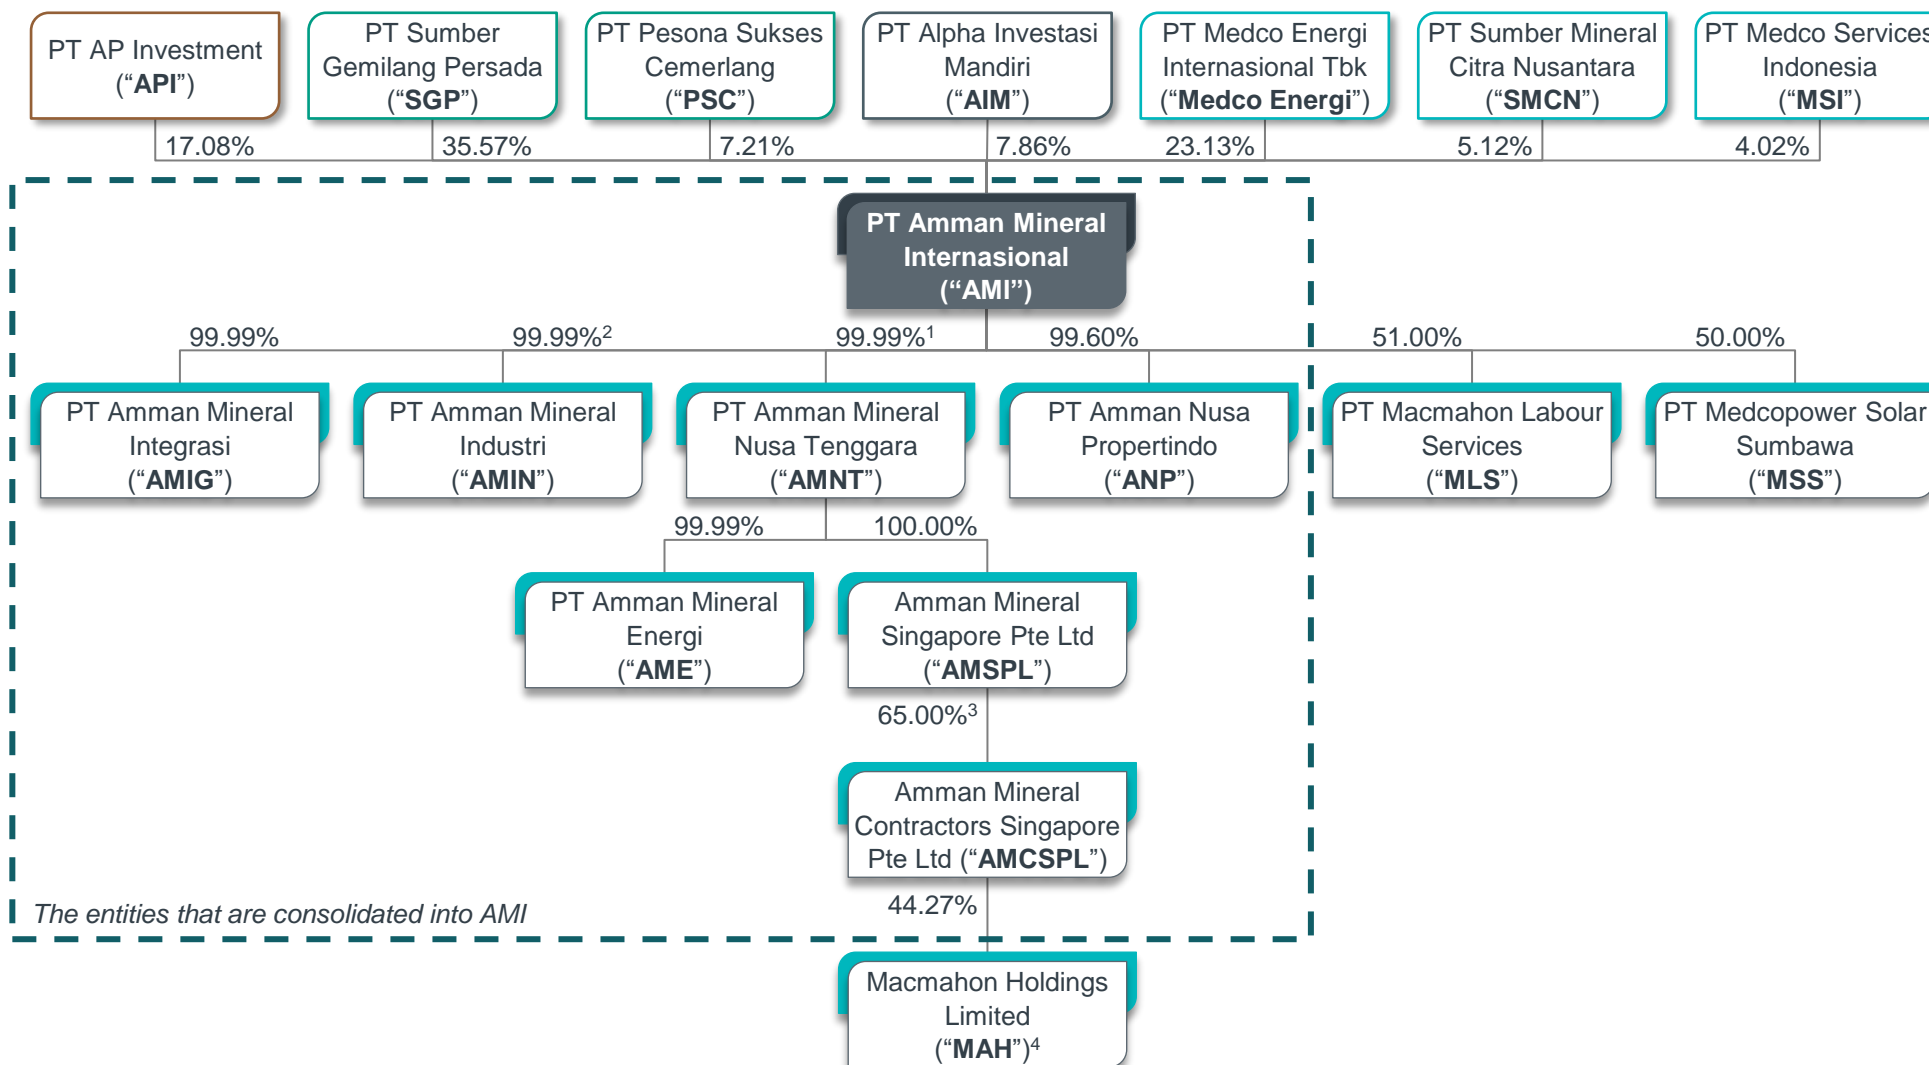 PT AP Investment
("API")
PT Sumber
Gemilang Persada
("SGP")
PT Pesona Sukses
Cemerlang
("PSC")
PT Alpha Investasi
Mandiri
("AIM")
PT Medco Energi
Internasional Tbk
("Medco Energi")
PT Sumber Mineral
Citra Nusantara
("SMCN")
PT Medco Services
Indonesia
("MSI")
17.08%
35.57%
7.21%
7.86%
23.13%
5.12%
4.02%
PT Amman Mineral
Internasional
("AMI")
99.99%
99.99%²
99.99%¹
99.60%
51.00%
50.00%
PT Amman Mineral
Integrasi
("AMIG")
PT Amman Mineral
Industri
("AMIN")
PT Amman Mineral
Nusa Tenggara
("AMNT")
PT Amman Nusa
Propertindo
("ANP")
PT Macmahon Labour
Services
("MLS")
PT Medcopower Solar
Sumbawa
("MSS")
99.99%
100.00%
PT Amman Mineral
Energi
("AME")
Amman Mineral
Singapore Pte Ltd
("AMSPL")
65.00%³
Amman Mineral
Contractors Singapore
Pte Ltd ("AMCSPL")
44.27%
The entities that are consolidated into AMI
Macmahon Holdings
Limited
("MAH")⁴